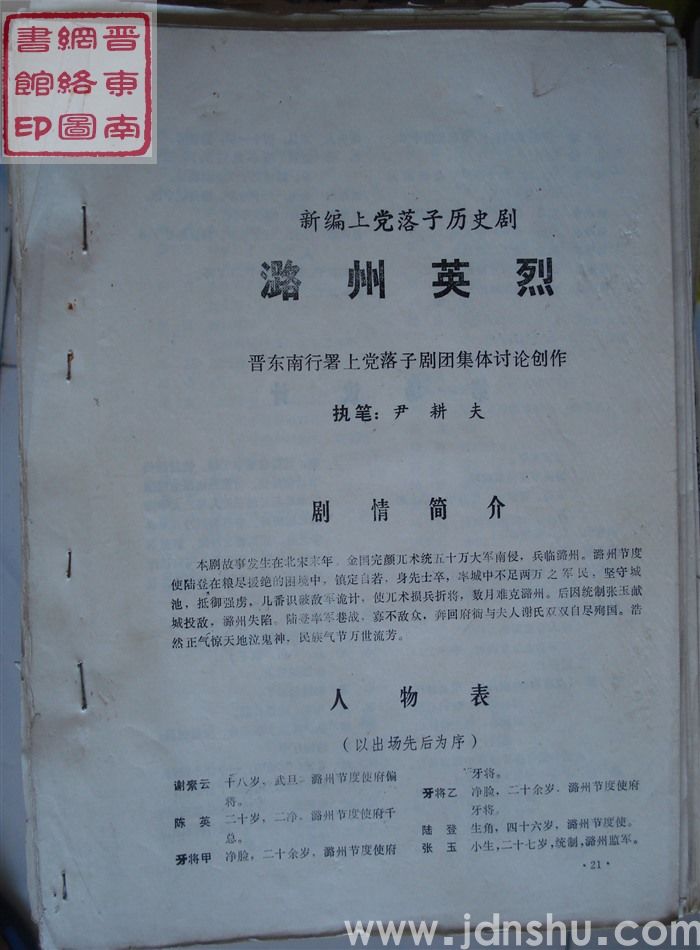 晋东南
網絡圖
書館印
新编上党落子历史剧
潞州英烈
晋东南行署上党落子剧团集体讨论创作
执笔：尹耕夫
剧情简介
本剧故事发生在北宋末年。金国完颜兀术统五十万大军南侵，兵临潞州。潞州节度
使陆登在粮尽援绝的困境中，镇定自若，身先士卒，率城中不足两万之军民，坚守城
池，抵御强虏，几番识破敌军诡计，使兀术损兵折将，数月难克潞州。后因统制张玉献
城投敌，潞州失陷。陆登率军巷战，寡不敌众，奔回府衙与夫人谢氏双双自尽殉国。浩
然正气惊天地泣鬼神，民族气节万世流芳。
人物表
（以出场先后为序）
谢紫云 十八岁、武旦。潞州节度使府偏
将。
陈英 二十岁、二净。潞州节度使府千
总。
牙将甲 净脸，二十余岁，潞州节度使府
牙将。
牙将乙 净脸，二十余岁，潞州节度使府
牙将。
陆登 生角，四十六岁，潞州节度使。
张玉 小生，二十七岁，统制，潞州监军。
·21·
www.jdnshu.com